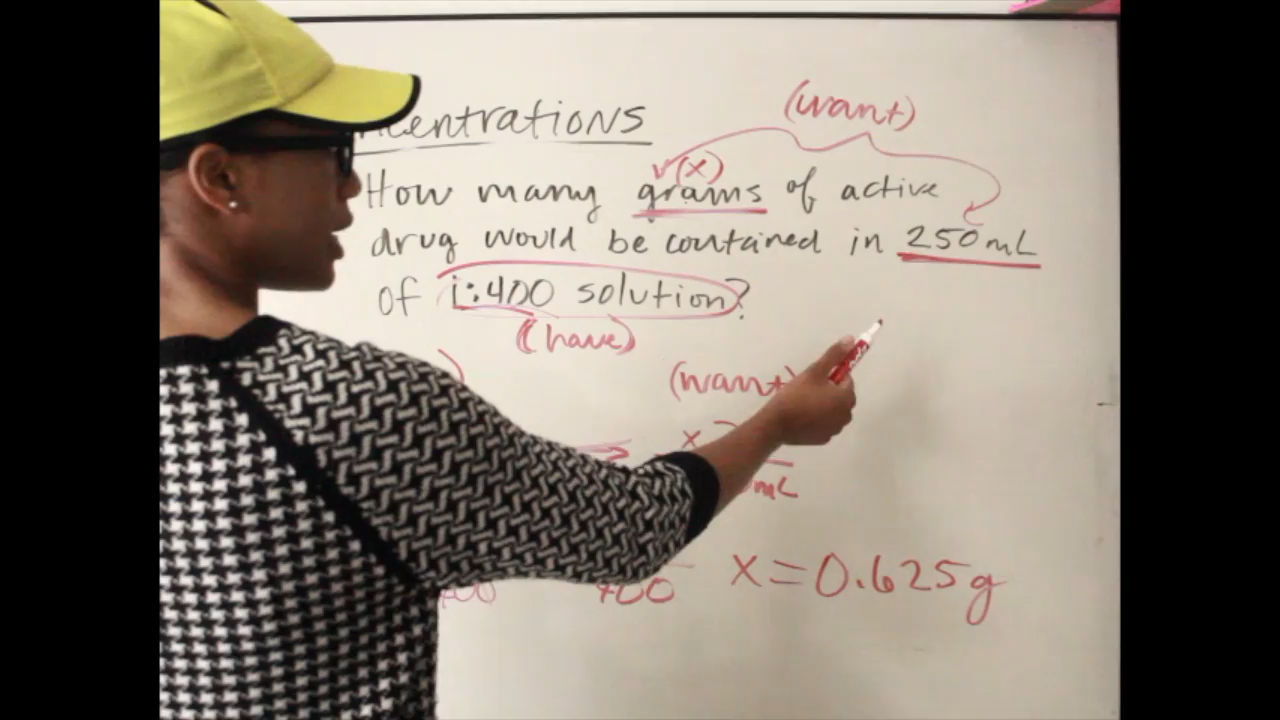 (want)
ncentrations
(x)
How many grams of active
drug would be contained in 250mL
of 1:400 solution?
(have)
(want)
x
mL
400
x=0.625g